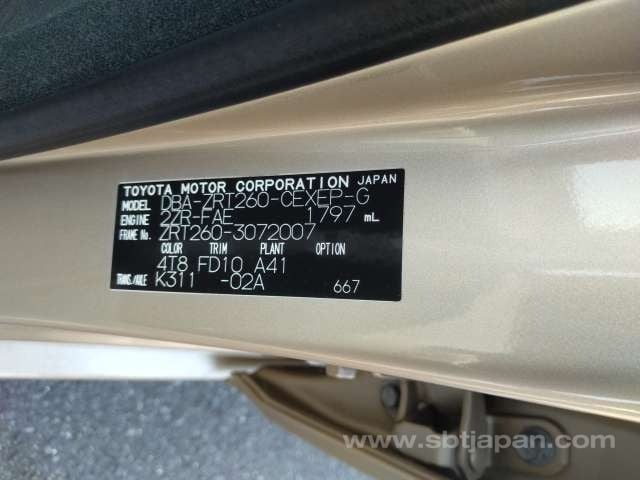 TOYOTA MOTOR CORPORATION JAPAN
MODEL DBA-ZRT260-CEXEP-G
ENGINE 2ZR-FAE 1797 mL
FRAME No. ZRT260-3072007
COLOR TRIM PLANT OPTION
4T8 FD10 A41
TRANS./AXLE K311 -02A 667
www.sbtjapan.com